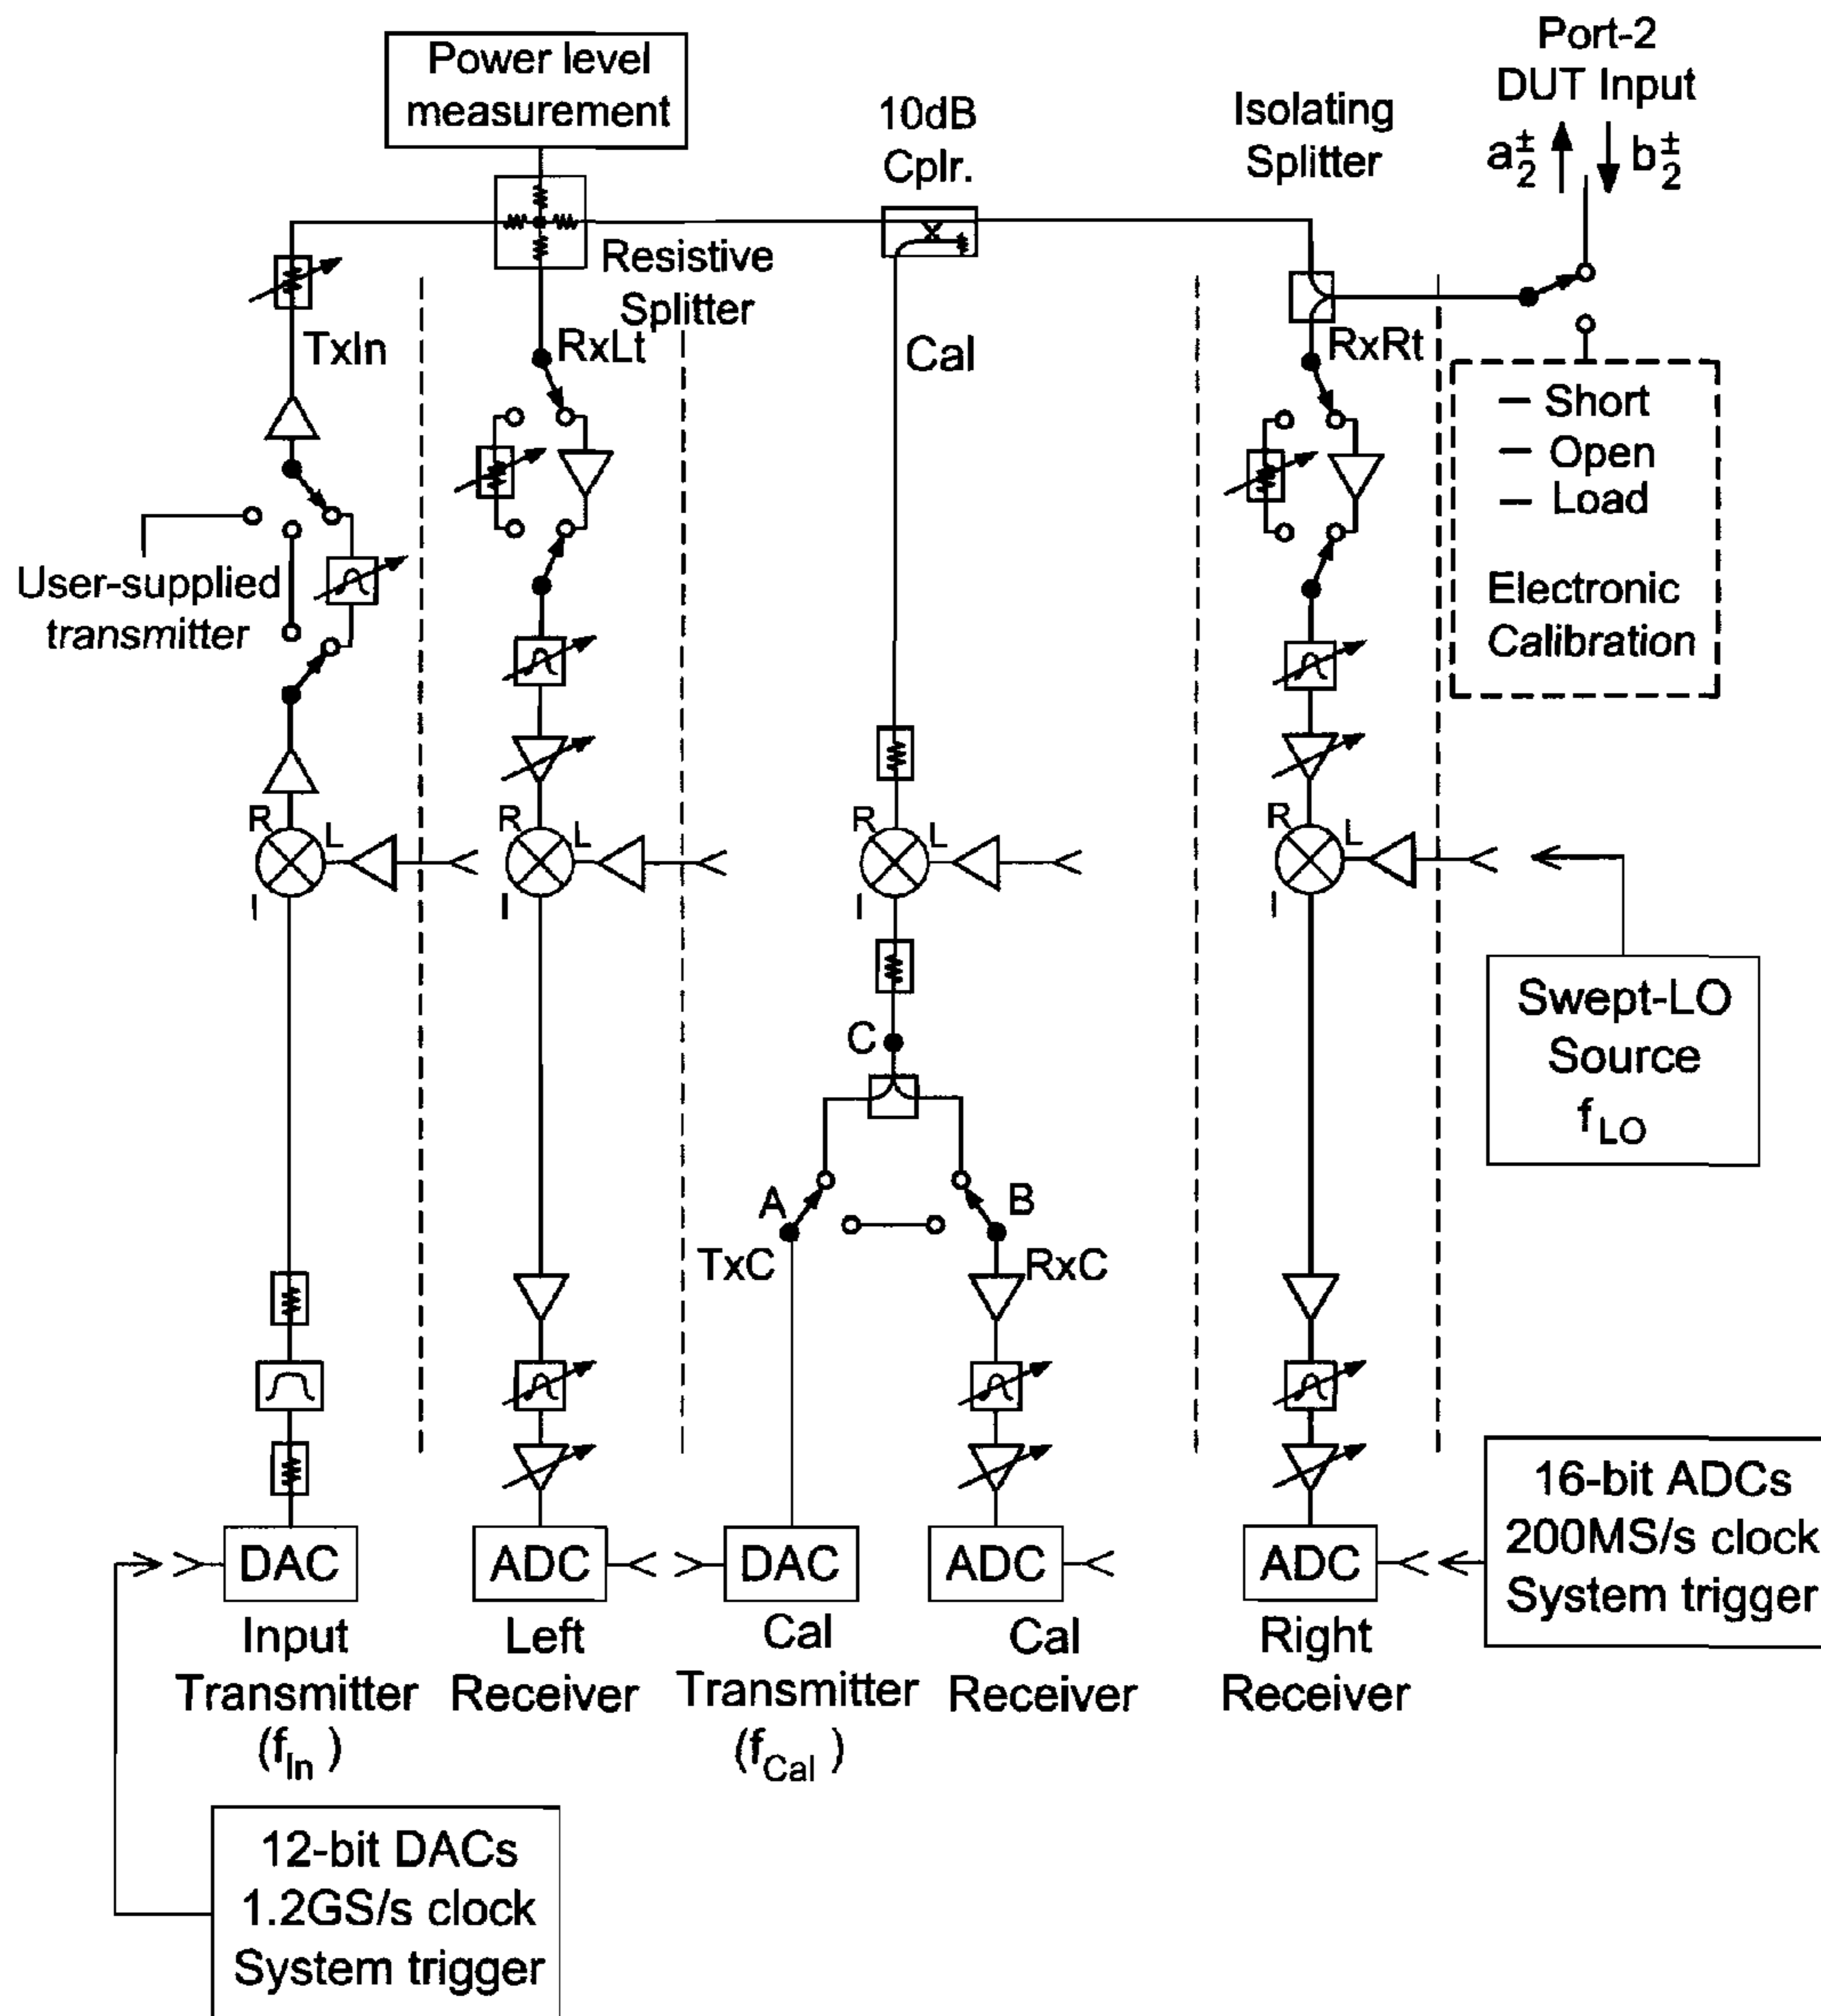 Power level
measurement
10dB
Cplr.
Isolating
Splitter
Port-2
DUT Input
a₂± b₂±
Resistive
Splitter
TxIn
RxLt
Cal
RxRt
— Short
— Open
— Load
Electronic
Calibration
User-supplied
transmitter
R
L
I
R
L
I
R
L
I
R
L
I
Swept-LO
Source
f LO
C
A
B
TxC
RxC
16-bit ADCs
200MS/s clock
System trigger
DAC
ADC
DAC
ADC
ADC
Input
Transmitter
(f In )
Left
Receiver
Cal
Transmitter
(f Cal )
Cal
Receiver
Right
Receiver
12-bit DACs
1.2GS/s clock
System trigger